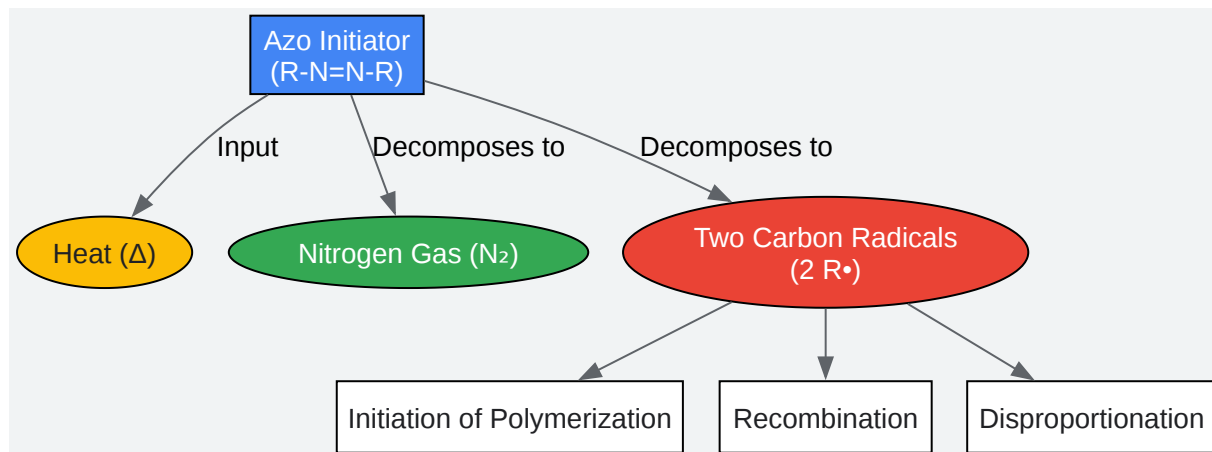 Azo Initiator
(R-N=N-R)
Input
Decomposes to
Decomposes to
Heat (Δ)
Nitrogen Gas (N₂)
Two Carbon Radicals
(2 R•)
Initiation of Polymerization
Recombination
Disproportionation